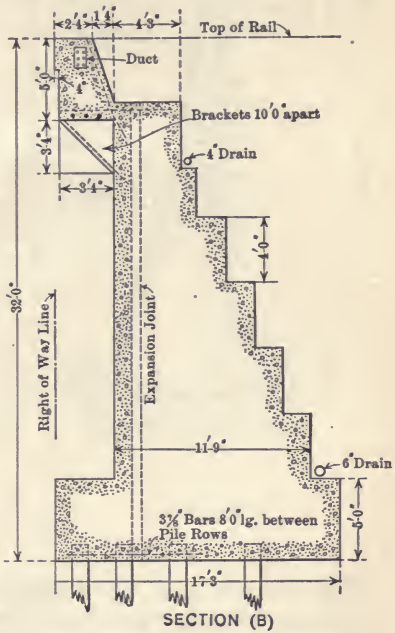 2'4" 1'4" 4'3"
Top of Rail
Duct
5'0"
4"
Brackets 10'0" apart
3'4"
4" Drain
3'4"
4'0"
32'0"
Right of Way Line
Expansion Joint
11'9"
6" Drain
Bars 8'0" lg. between
Pile Rows
5'0"
17'3"
SECTION (B)